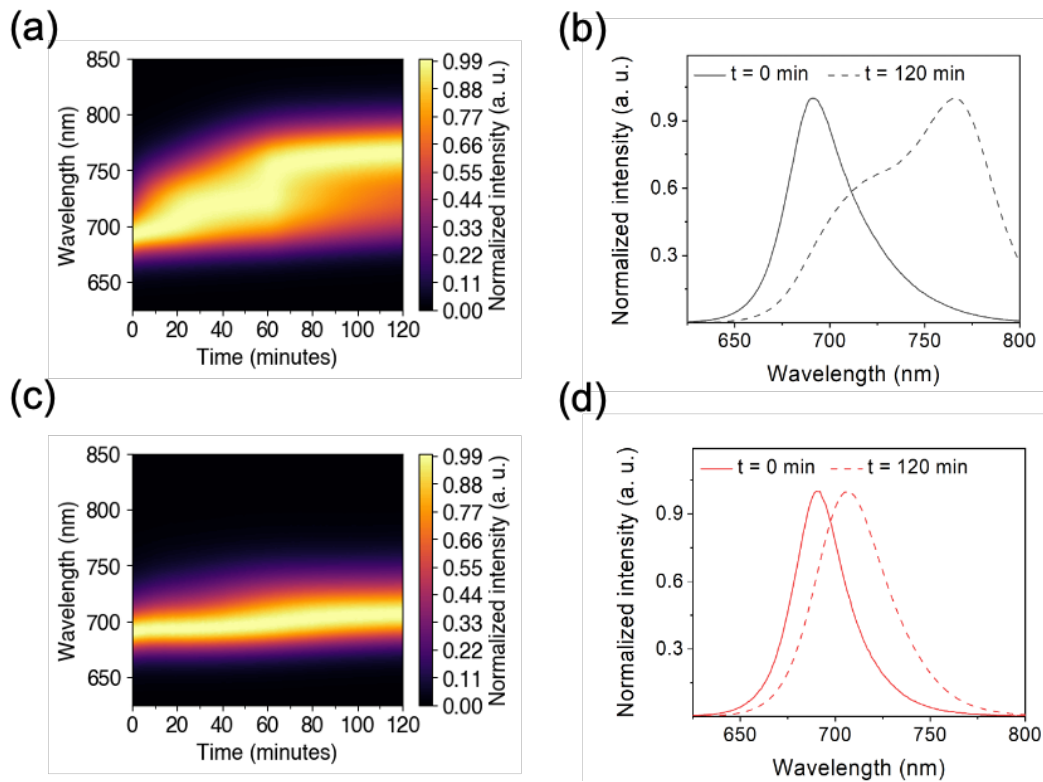 (a)
850
800
750
700
650
Wavelength (nm)
0 20 40 60 80 100 120
Time (minutes)
0.99
0.88
0.77
0.66
0.55
0.44
0.33
0.22
0.11
0.00
Normalized intensity (a. u.)
(b)
t = 0 min t = 120 min
0.9
0.6
0.3
Normalized intensity (a. u.)
650 700 750 800
Wavelength (nm)
(c)
850
800
750
700
650
Wavelength (nm)
0 20 40 60 80 100 120
Time (minutes)
0.99
0.88
0.77
0.66
0.55
0.44
0.33
0.22
0.11
0.00
Normalized intensity (a. u.)
(d)
t = 0 min t = 120 min
0.9
0.6
0.3
Normalized intensity (a. u.)
650 700 750 800
Wavelength (nm)